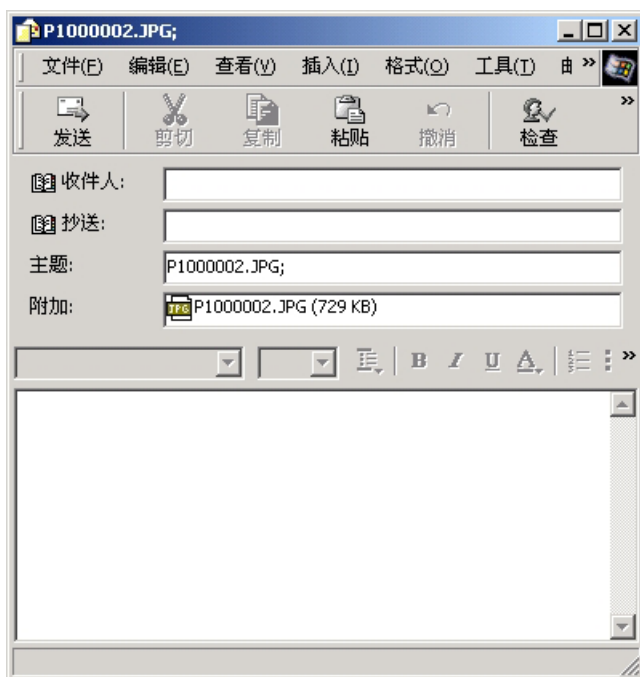 P1000002.JPG;
文件(F) 编辑(E) 查看(V) 插入(I) 格式(O) 工具(T) 由 »
发送 剪切 复制 粘贴 撤消 检查 »
收件人:
抄送:
主题: P1000002.JPG;
附加: JPG P1000002.JPG (729 KB)
B I U A »